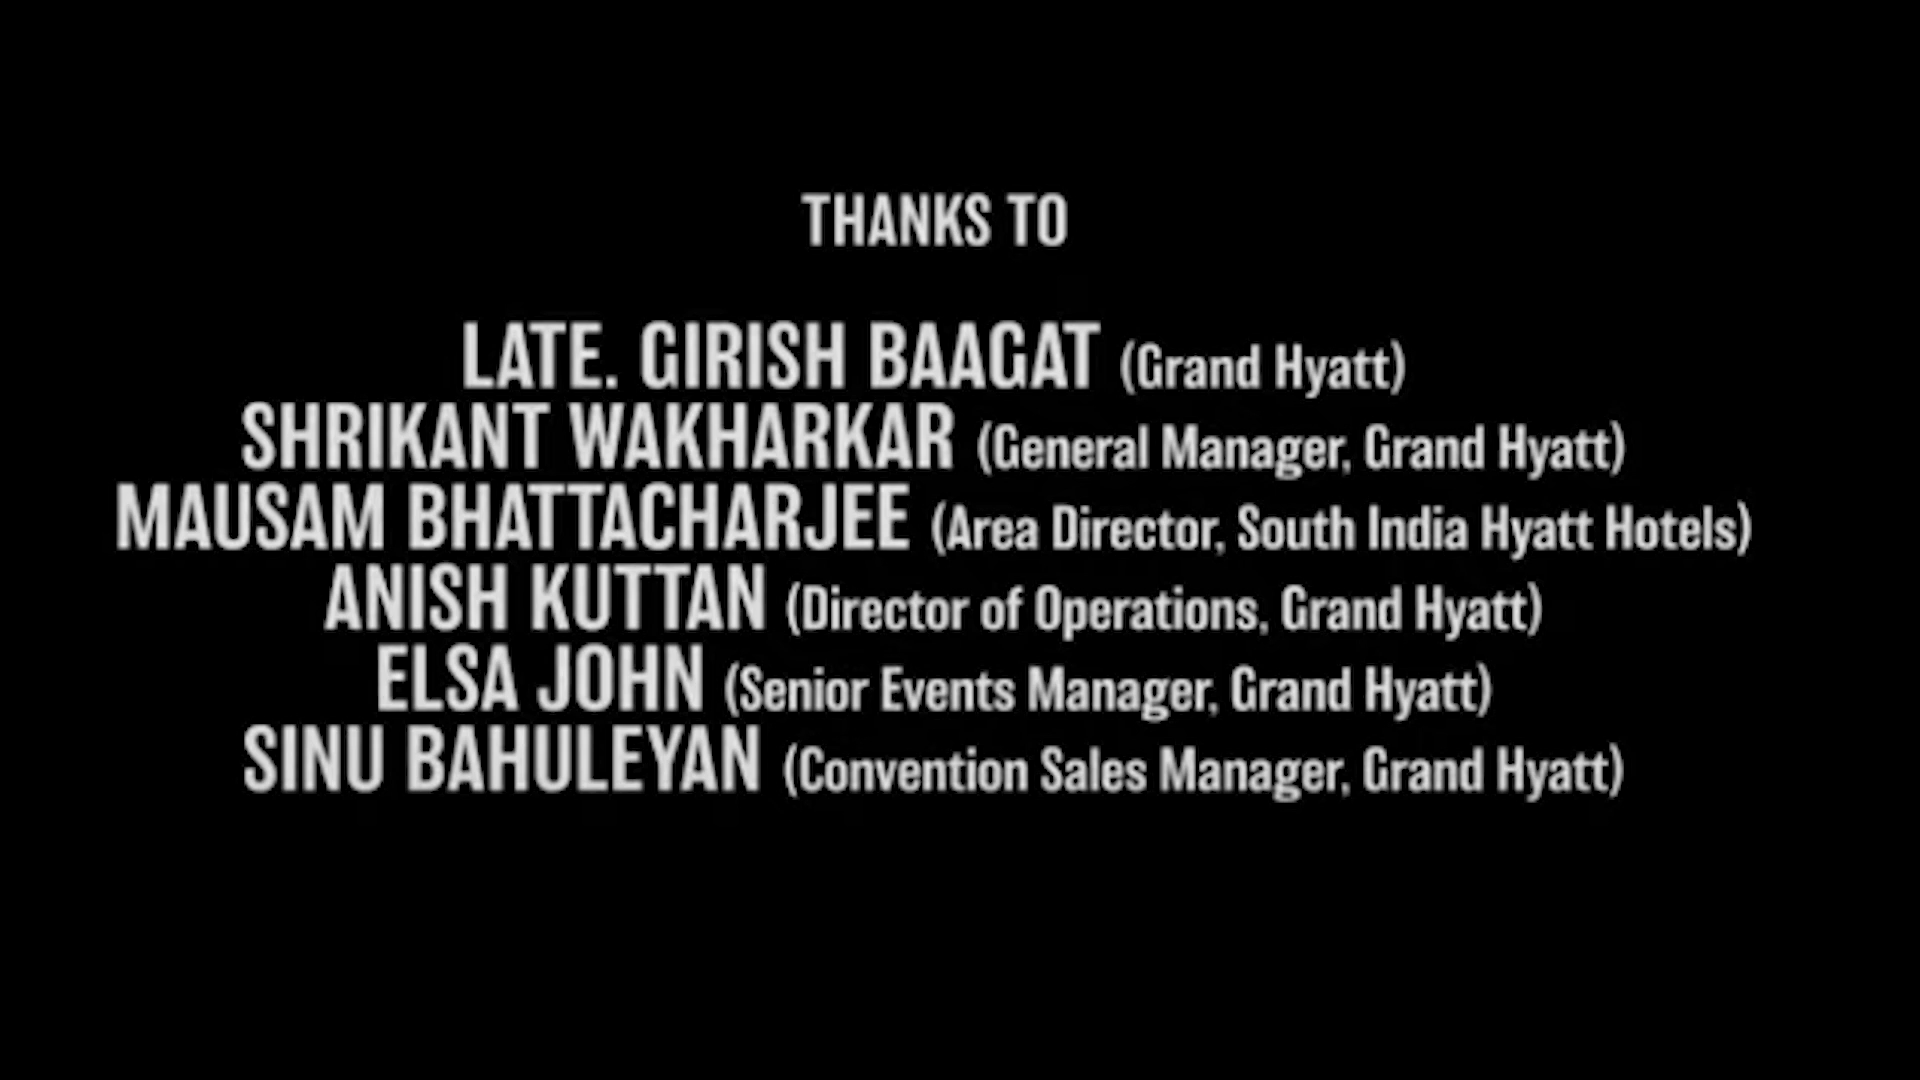 THANKS TO
LATE. GIRISH BAAGAT (Grand Hyatt)
SHRIKANT WAKHARKAR (General Manager, Grand Hyatt)
MAUSAM BHATTACHARJEE (Area Director, South India Hyatt Hotels)
ANISH KUTTAN (Director of Operations, Grand Hyatt)
ELSA JOHN (Senior Events Manager, Grand Hyatt)
SINU BAHULEYAN (Convention Sales Manager, Grand Hyatt)